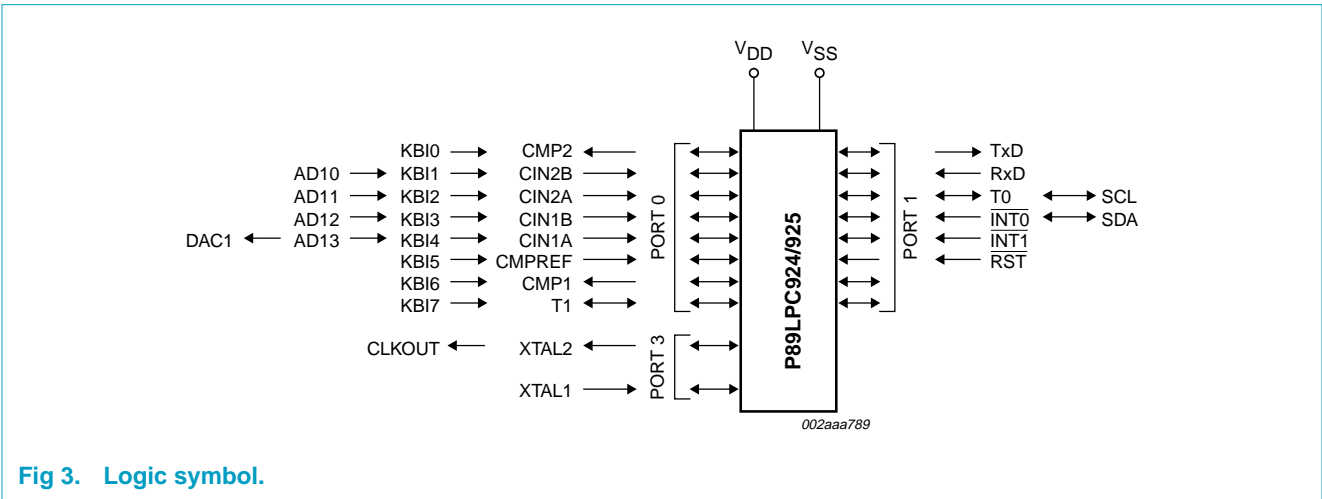 VDD VSS
KBI0 CMP2 TxD
AD10 KBI1 CIN2B RxD
AD11 KBI2 CIN2A T0 SCL
AD12 KBI3 CIN1B INT0 SDA
DAC1 AD13 KBI4 CIN1A INT1
KBI5 CMPREF RST
KBI6 CMP1
KBI7 T1
PORT 0
P89LPC924/925
PORT 1
CLKOUT XTAL2
XTAL1
PORT 3
002aaa789
Fig 3. Logic symbol.